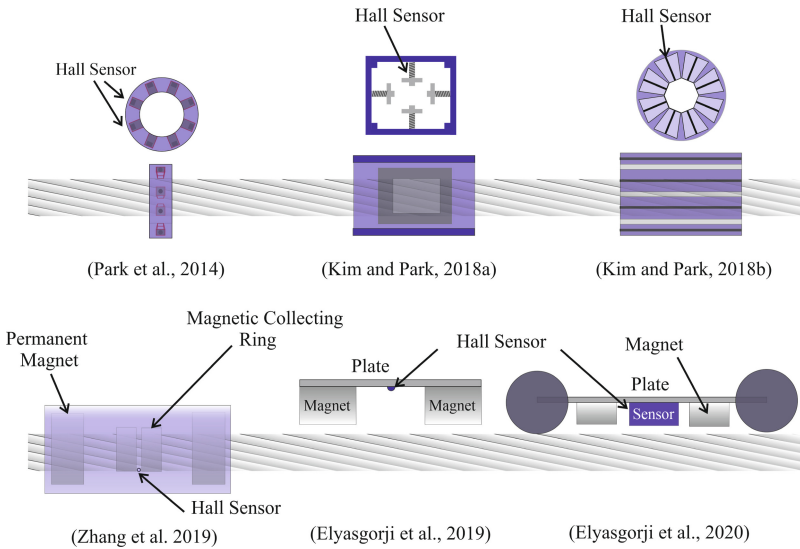 Hall Sensor
Hall Sensor
Hall Sensor
(Park et al., 2014)
(Kim and Park, 2018a)
(Kim and Park, 2018b)
Permanent
Magnet
Magnetic Collecting
Ring
Hall Sensor
Magnet
Plate
Plate
Magnet
Magnet
Sensor
Hall Sensor
(Zhang et al. 2019)
(Elyasgorji et al., 2019)
(Elyasgorji et al., 2020)